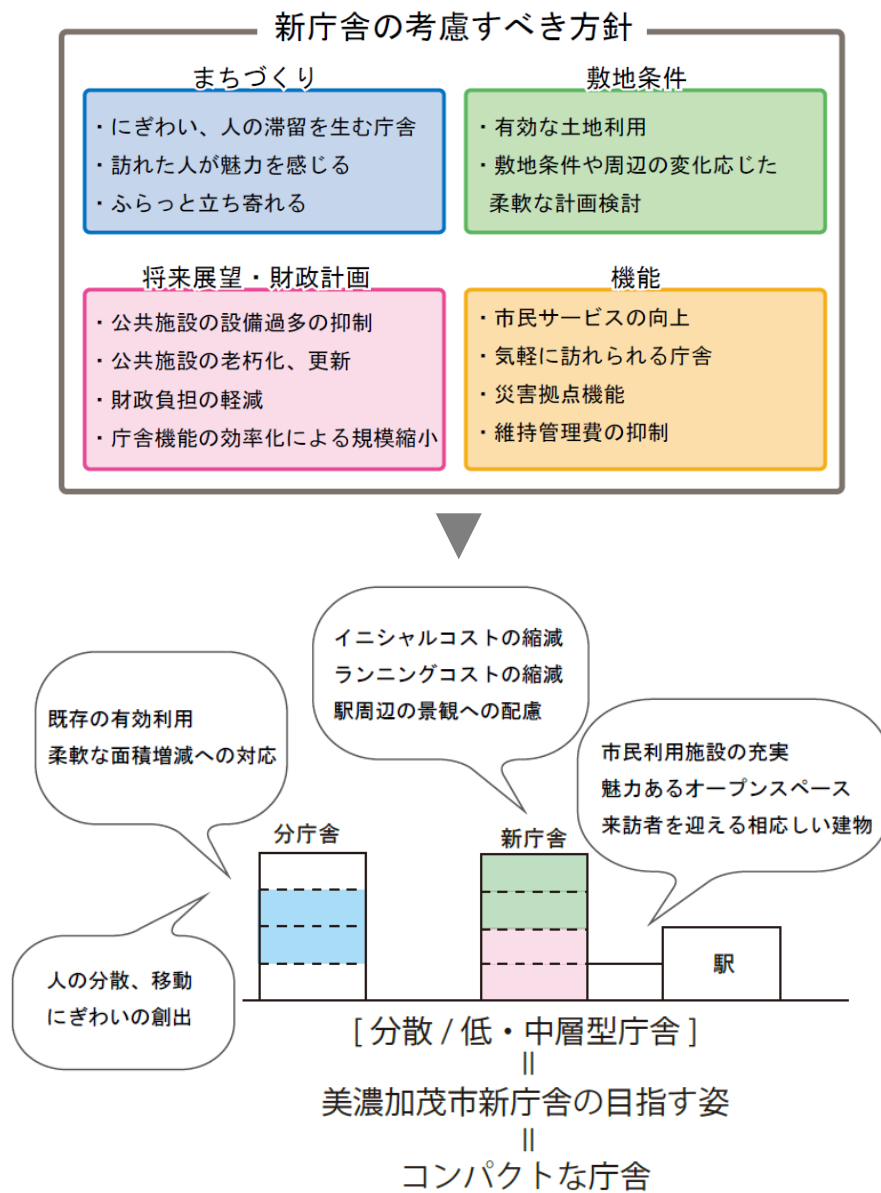 新庁舎の考慮すべき方針
まちづくり
・にぎわい、人の滞留を生む庁舎
・訪れた人が魅力を感じる
・ふらっと立ち寄れる
敷地条件
・有効な土地利用
・敷地条件や周辺の変化応じた
柔軟な計画検討
将来展望・財政計画
・公共施設の設備過多の抑制
・公共施設の老朽化、更新
・財政負担の軽減
・庁舎機能の効率化による規模縮小
機能
・市民サービスの向上
・気軽に訪れられる庁舎
・災害拠点機能
・維持管理費の抑制
イニシャルコストの縮減
ランニングコストの縮減
駅周辺の景観への配慮
既存の有効利用
柔軟な面積増減への対応
市民利用施設の充実
魅力あるオープンスペース
来訪者を迎える相応しい建物
分庁舎
新庁舎
駅
人の分散、移動
にぎわいの創出
[ 分散 / 低・中層型庁舎 ]
=
美濃加茂市新庁舎の目指す姿
=
コンパクトな庁舎